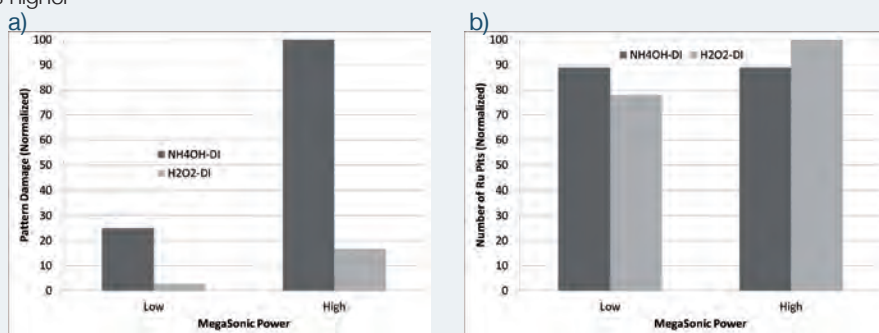 s higher
a)
100
90
80
70
60
50
40
30
20
10
0
Pattern Damage (Normalized)
NH4OH-DI
H2O2-DI
Low High
MegaSonic Power
b)
100
90
80
70
60
50
40
30
20
10
0
Number of Ru Pits (Normalized)
NH4OH-DI H2O2-DI
Low High
MegaSonic Power